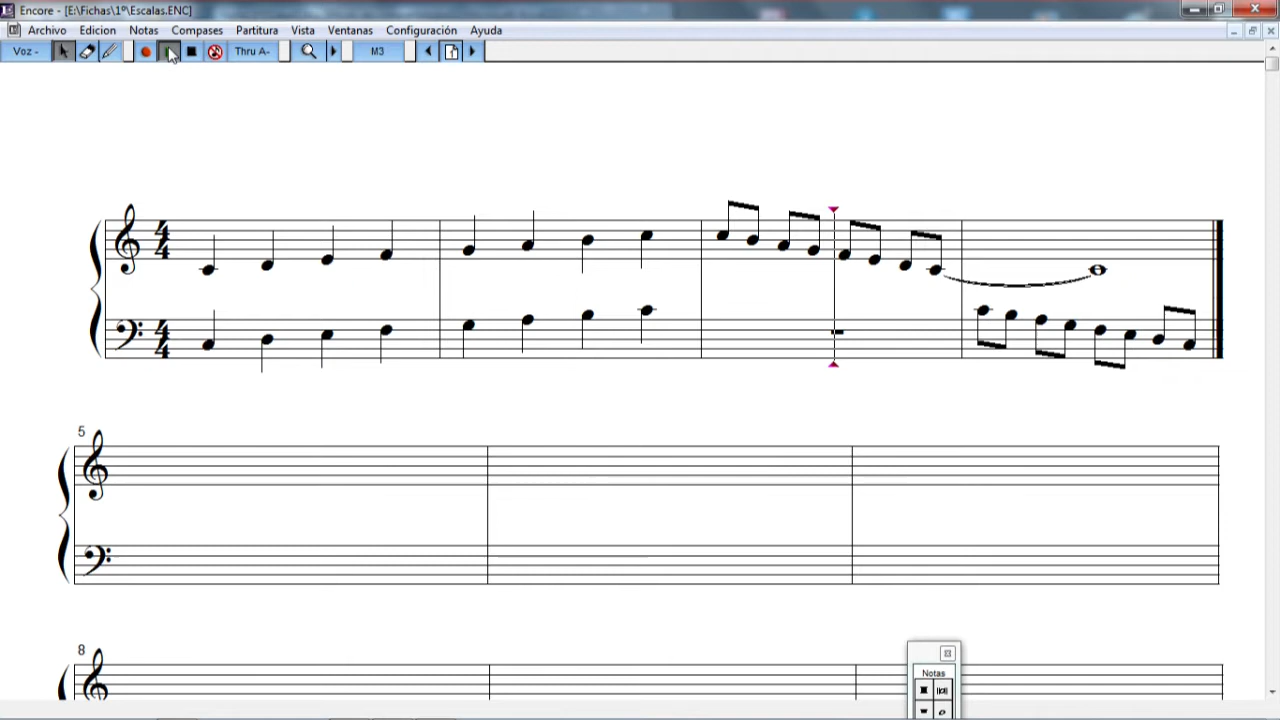 Encore - [E:\Fichas\1º\Escalas.ENC]
Archivo Edicion Notas Compases Partitura Vista Ventanas Configuración Ayuda
Voz - Thru A- M3
4 4
4 4
5
8
Notas